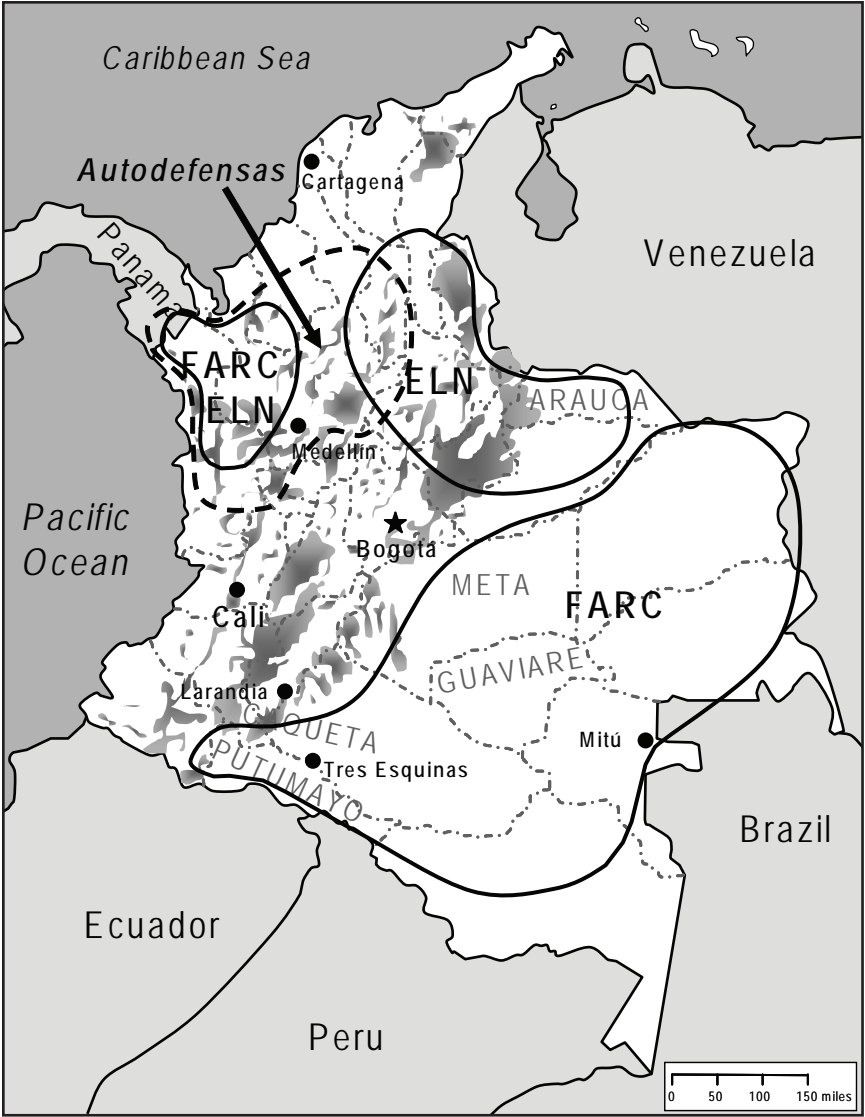 Caribbean Sea
Autodefensas
Cartagena
Panama
Venezuela
FARC
ELN
ELN
ARAUCA
Medellín
Pacific
Ocean
Bogotá
META
Cali
FARC
GUAVIARE
Larandia
CAQUETA
Mitú
PUTUMAYO
Tres Esquinas
Brazil
Ecuador
Peru
0 50 100 150 miles